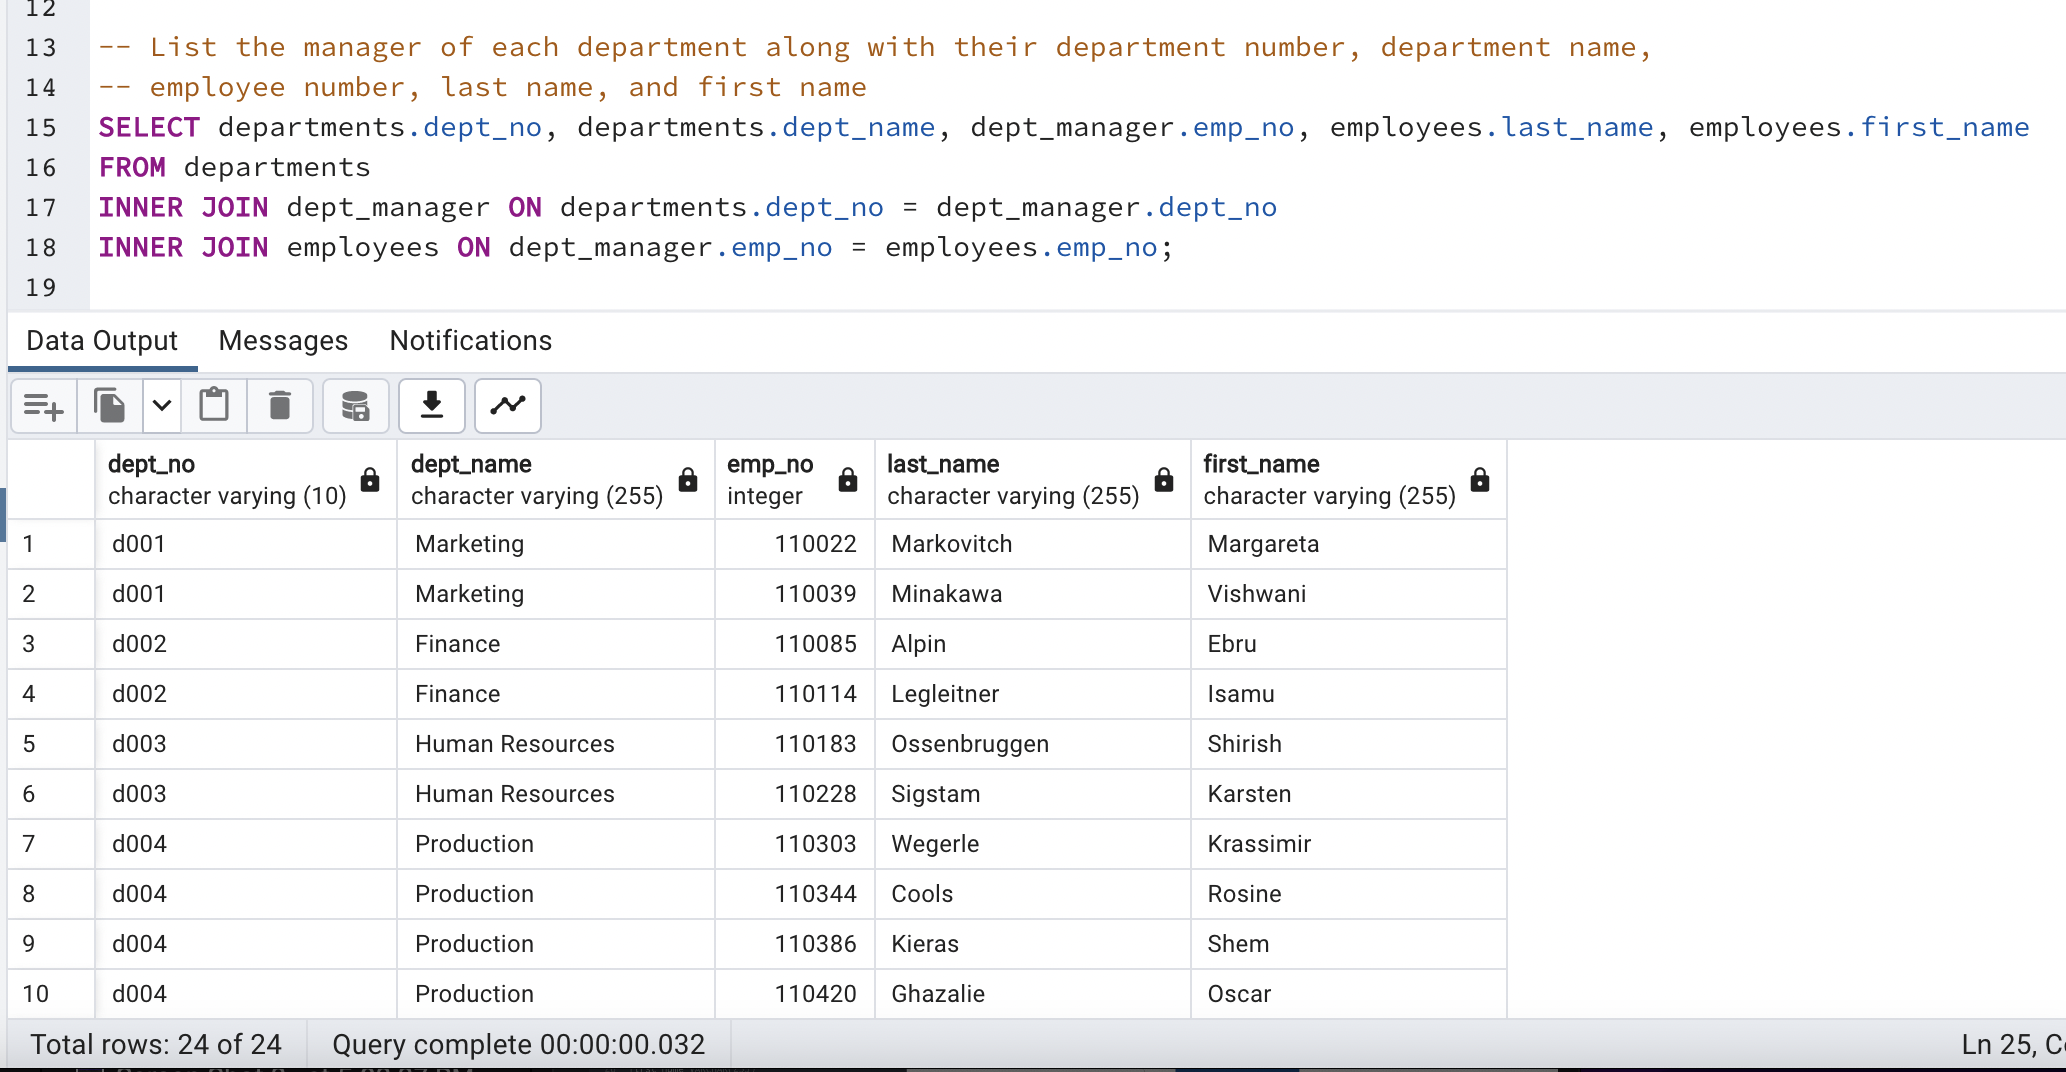 12
13 -- List the manager of each department along with their department number, department name,
14 -- employee number, last name, and first name
15 SELECT departments.dept_no, departments.dept_name, dept_manager.emp_no, employees.last_name, employees.first_name
16 FROM departments
17 INNER JOIN dept_manager ON departments.dept_no = dept_manager.dept_no
18 INNER JOIN employees ON dept_manager.emp_no = employees.emp_no;
19
Data Output Messages Notifications
dept_no dept_name emp_no last_name first_name
character varying (10) character varying (255) integer character varying (255) character varying (255)
1 d001 Marketing 110022 Markovitch Margareta
2 d001 Marketing 110039 Minakawa Vishwani
3 d002 Finance 110085 Alpin Ebru
4 d002 Finance 110114 Legleitner Isamu
5 d003 Human Resources 110183 Ossenbruggen Shirish
6 d003 Human Resources 110228 Sigstam Karsten
7 d004 Production 110303 Wegerle Krassimir
8 d004 Production 110344 Cools Rosine
9 d004 Production 110386 Kieras Shem
10 d004 Production 110420 Ghazalie Oscar
Total rows: 24 of 24 Query complete 00:00:00.032 Ln 25,